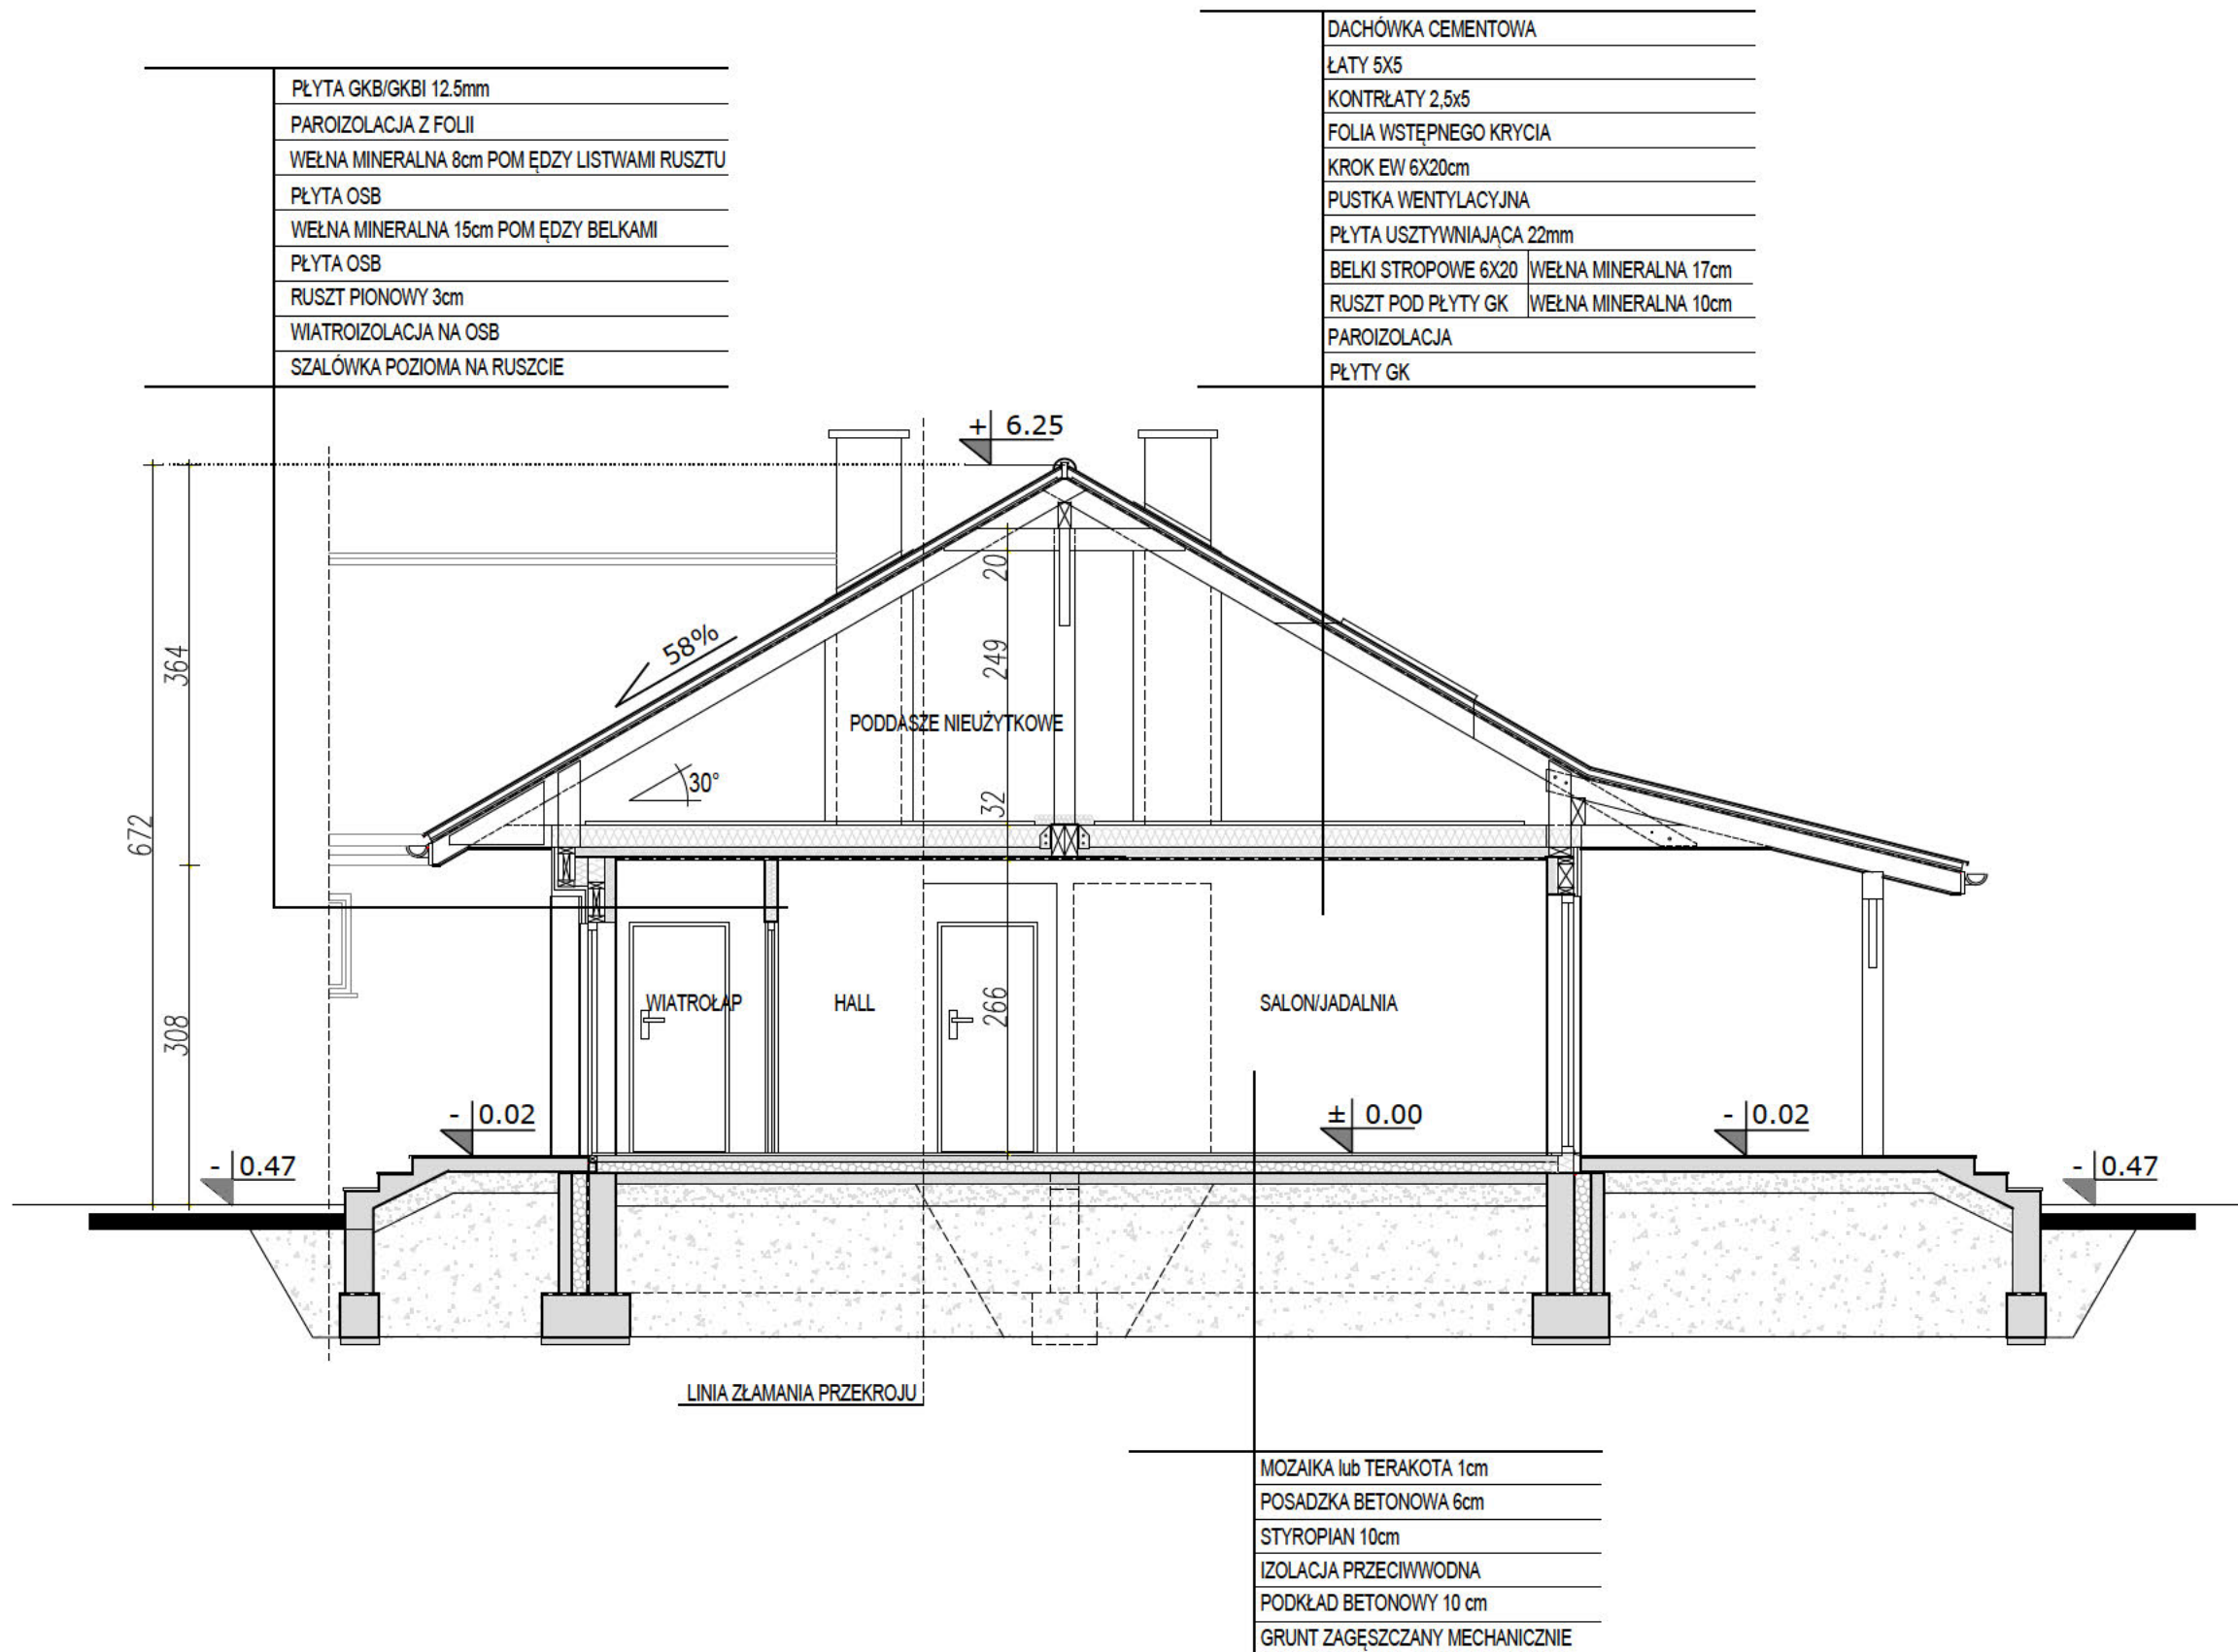 DACHÓWKA CEMENTOWA
ŁATY 5X5
KONTRŁATY 2,5x5
FOLIA WSTĘPNEGO KRYCIA
KROK EW 6X20cm
PUSTKA WENTYLACYJNA
PŁYTA USZTYWNIAJĄCA 22mm
BELKI STROPOWE 6X20 WEŁNA MINERALNA 17cm
RUSZT POD PŁYTY GK WEŁNA MINERALNA 10cm
PAROIZOLACJA
PŁYTY GK
PŁYTA GKB/GKBI 12.5mm
PAROIZOLACJA Z FOLII
WEŁNA MINERALNA 8cm POM ĘDZY LISTWAMI RUSZTU
PŁYTA OSB
WEŁNA MINERALNA 15cm POM ĘDZY BELKAMI
PŁYTA OSB
RUSZT PIONOWY 3cm
WIATROIZOLACJA NA OSB
SZALÓWKA POZIOMA NA RUSZCIE
+ 6.25
20
58%
249
364
PODDASZE NIEUŻYTKOWE
30°
32
672
WIATROŁAP
HALL
266
SALON/JADALNIA
308
- 0.02
± 0.00
- 0.02
- 0.47
- 0.47
LINIA ZŁAMANIA PRZEKROJU
MOZAIKA lub TERAKOTA 1cm
POSADZKA BETONOWA 6cm
STYROPIAN 10cm
IZOLACJA PRZECIWWODNA
PODKŁAD BETONOWY 10 cm
GRUNT ZAGĘSZCZANY MECHANICZNIE